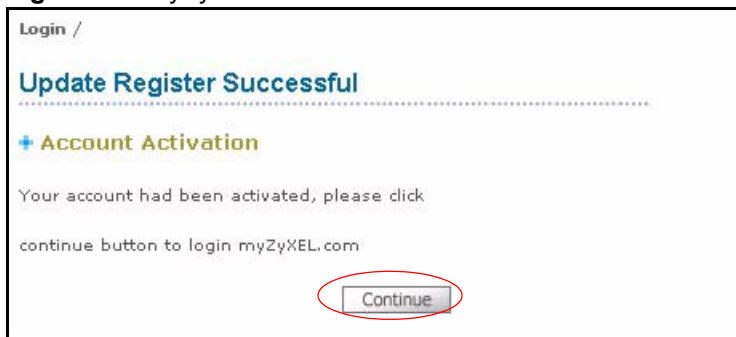 Login /
Update Register Successful
+ Account Activation
Your account had been activated, please click
continue button to login myZyXEL.com
Continue